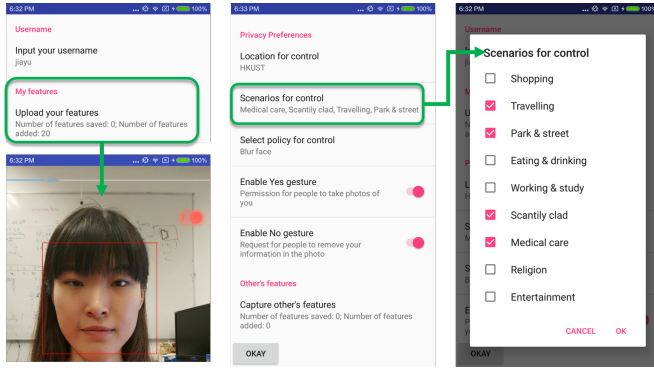 6:32 PM ... 100%
Username
Input your username
jiayu
My features
Upload your features
Number of features saved: 0; Number of features
added: 20
6:32 PM ... 100%
6:33 PM ... 100%
Privacy Preferences
Location for control
HKUST
Scenarios for control
Medical care, Scantily clad, Travelling, Park & street
Select policy for control
Blur face
Enable Yes gesture
Permission for people to take photos of
you
Enable No gesture
Request for people to remove your
information in the photo
Other's features
Capture other's features
Number of features saved: 0; Number of features
added: 0
OKAY
6:32 PM ... 100%
Username
Scenarios for control
Shopping
Travelling
Park & street
Eating & drinking
Working & study
Scantily clad
Medical care
Religion
Entertainment
CANCEL OK
OKAY